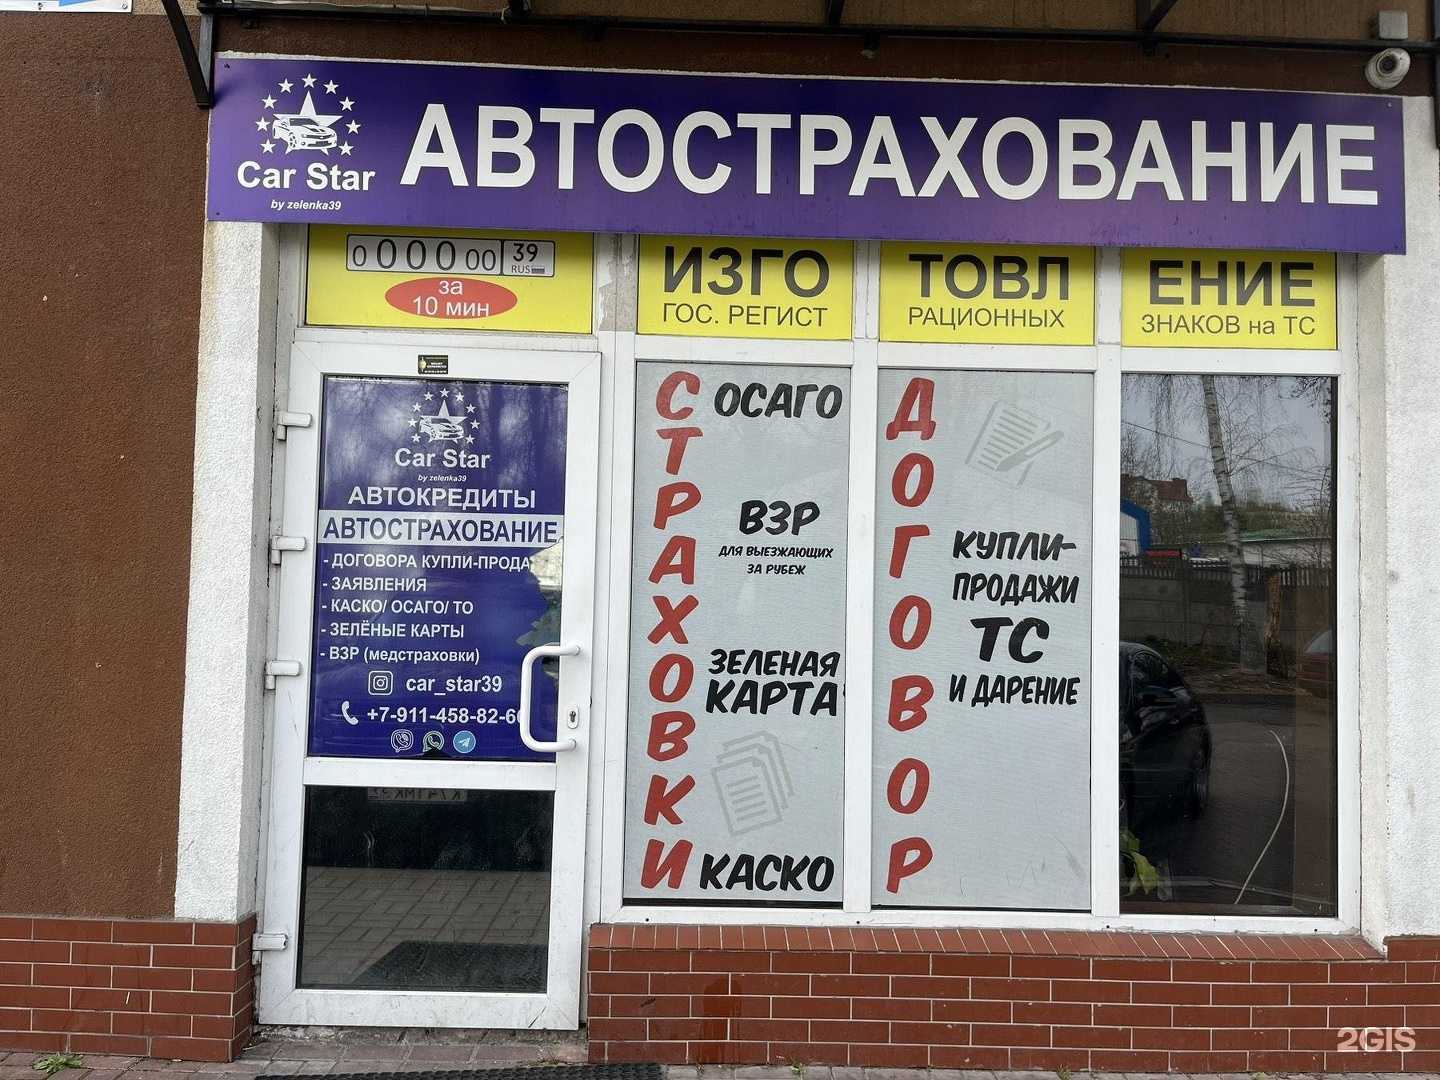 Car Star
by zelenka39
АВТОСТРАХОВАНИЕ
0 000 00 39
RUS
за
10 мин
ИЗГО ТОВЛ ЕНИЕ
ГОС. РЕГИСТ РАЦИОННЫХ ЗНАКОВ на ТС
Car Star
by zelenka39
АВТОКРЕДИТЫ
АВТОСТРАХОВАНИЕ
- ДОГОВОРА КУПЛИ-ПРОДА
- ЗАЯВЛЕНИЯ
- КАСКО/ ОСАГО/ ТО
- ЗЕЛЁНЫЕ КАРТЫ
- ВЗР (медстраховки)
car_star39
+7-911-458-82-6
СТРАХОВКИ
ОСАГО
ВЗР
ДЛЯ ВЫЕЗЖАЮЩИХ
ЗА РУБЕЖ
ЗЕЛЕНАЯ
КАРТА
КАСКО
ДОГОВОР
КУПЛИ-
ПРОДАЖИ
ТС
И ДАРЕНИЕ
2GIS